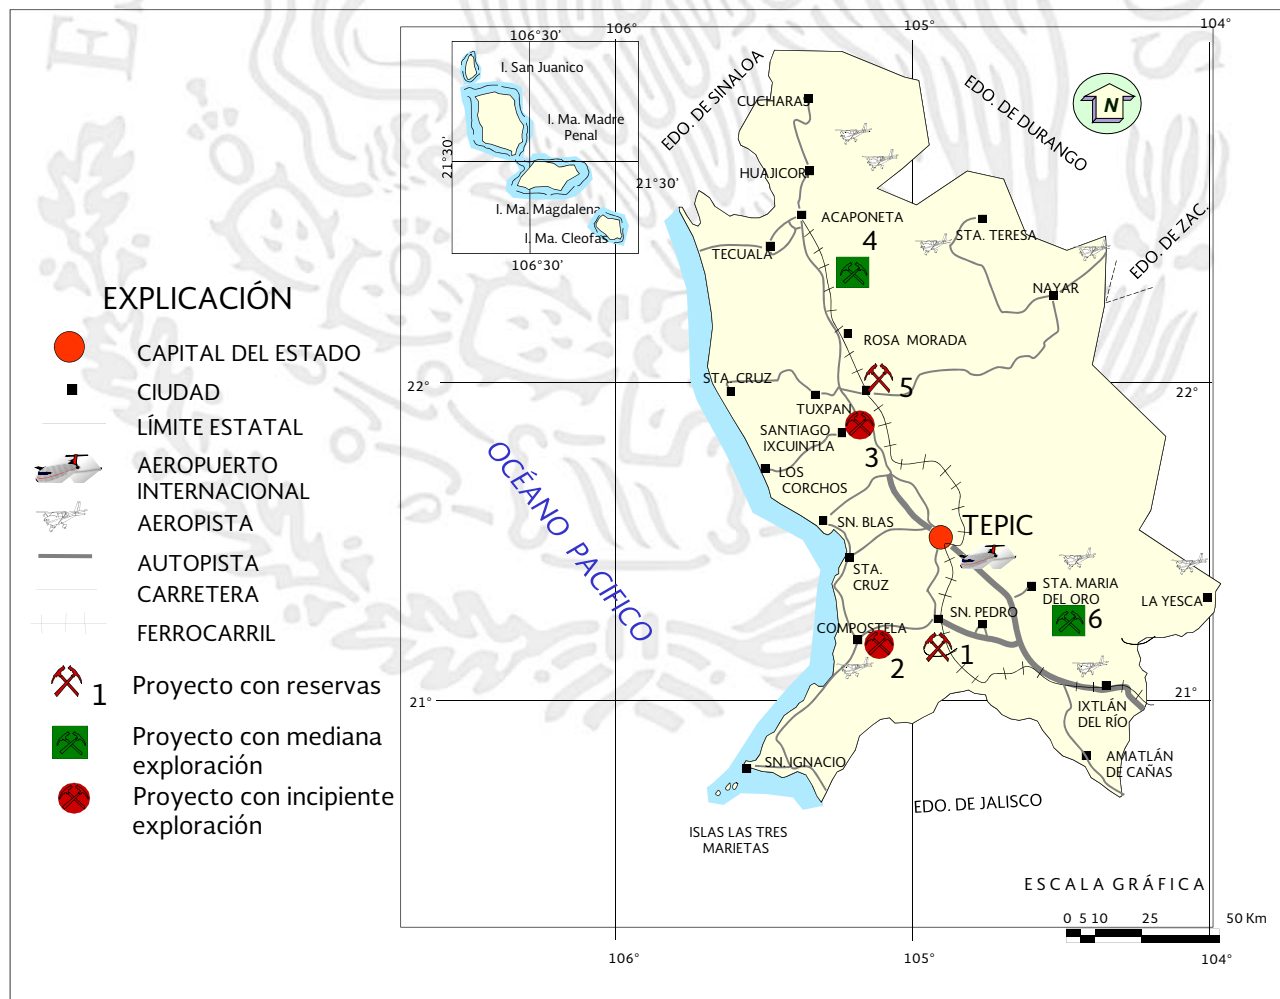 106°
105°
104°
106°30'
I. San Juanico
I. Ma. Madre
Penal
21°30'
21°30'
I. Ma. Magdalena
I. Ma. Cleofas
106°30'
EDO. DE SINALOA
EDO. DE DURANGO
EDO. DE ZAC.
N
CUCHARAS
HUAJICORI
ACAPONETA
4
TECUALA
STA. TERESA
NAYAR
ROSA MORADA
22°
22°
STA. CRUZ
5
TUXPAN
SANTIAGO
IXCUINTLA
3
LOS
CORCHOS
SN. BLAS
TEPIC
STA.
CRUZ
STA. MARIA
DEL ORO
LA YESCA
6
SN. PEDRO
COMPOSTELA
1
2
21°
21°
IXTLÁN
DEL RÍO
AMATLÁN
DE CAÑAS
SN. IGNACIO
EDO. DE JALISCO
ISLAS LAS TRES
MARIETAS
OCÉANO PACIFICO
EXPLICACIÓN
CAPITAL DEL ESTADO
CIUDAD
LÍMITE ESTATAL
AEROPUERTO
INTERNACIONAL
AEROPISTA
AUTOPISTA
CARRETERA
FERROCARRIL
1 Proyecto con reservas
Proyecto con mediana
exploración
Proyecto con incipiente
exploración
ESCALA GRÁFICA
0 5 10 25 50 Km
106°
105°
104°